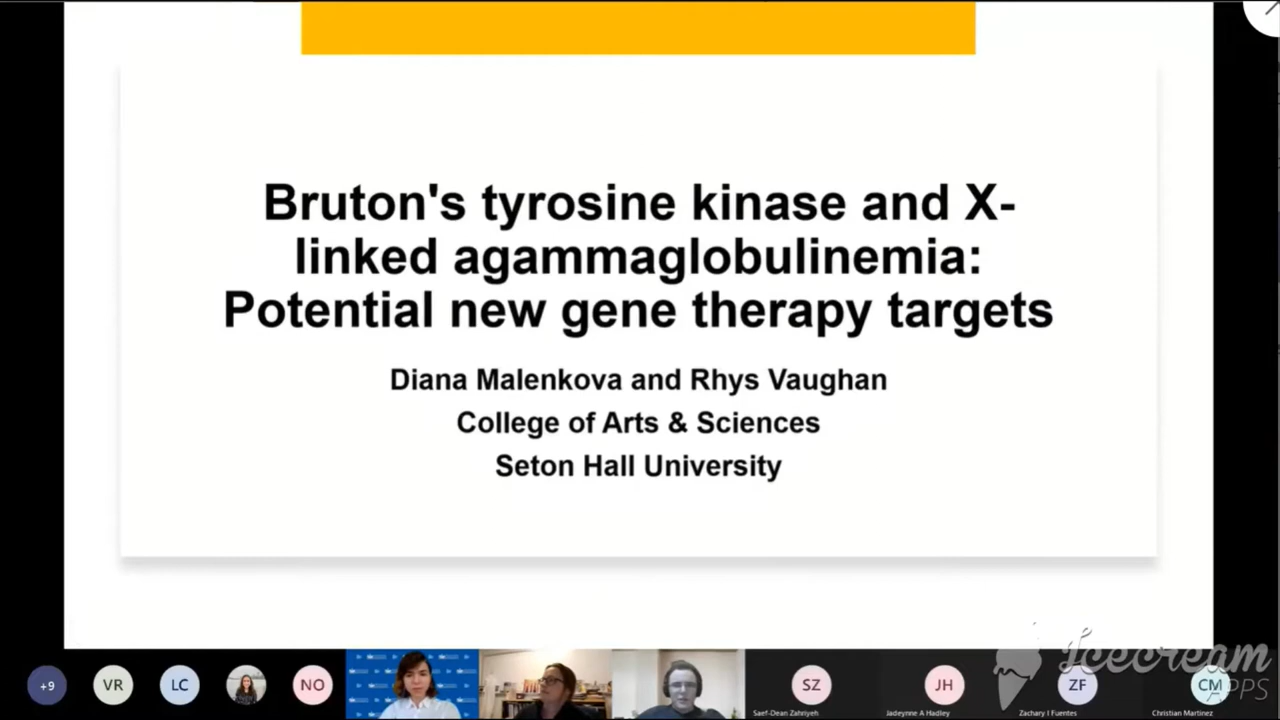 Bruton's tyrosine kinase and X-
linked agammaglobulinemia:
Potential new gene therapy targets
Diana Malenkova and Rhys Vaughan
College of Arts & Sciences
Seton Hall University
+9
VR
LC
NO
SZ
Saef-Dean Zahriyeh
JH
Jadeynne A Hadley
ZF
Zachary I Fuentes
CM
Christian Martinez
Icecream
APPS